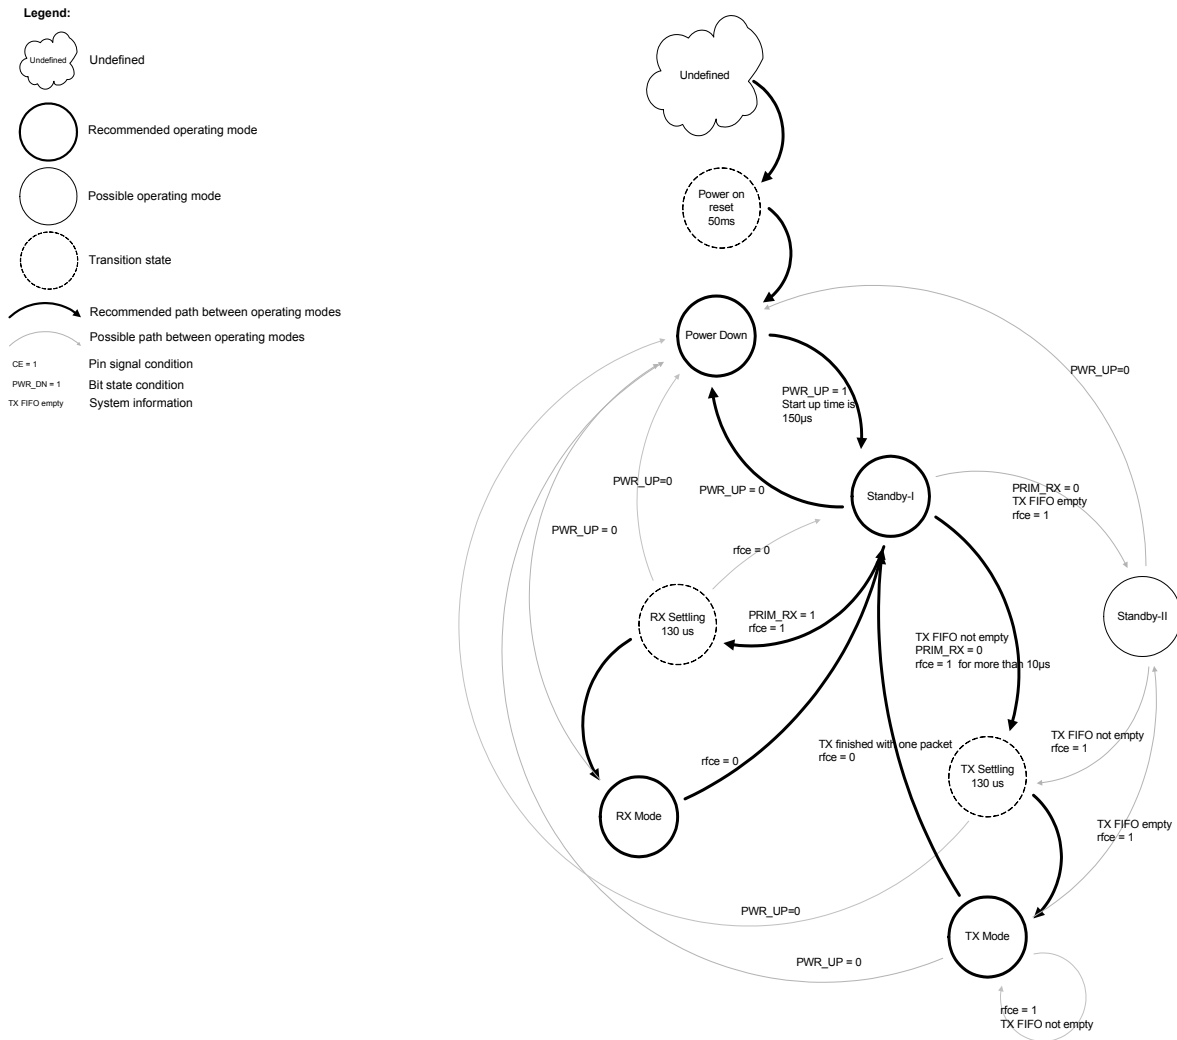 Legend:
Undefined
Undefined
Recommended operating mode
Possible operating mode
Transition state
Recommended path between operating modes
Possible path between operating modes
CE = 1
Pin signal condition
PWR_DN = 1
Bit state condition
TX FIFO empty
System information
Undefined
Power on
reset
50ms
Power Down
PWR_UP=0
PWR_UP = 1
Start up time is
150µs
PWR_UP=0
PWR_UP = 0
Standby-I
PRIM_RX = 0
TX FIFO empty
rfce = 1
PWR_UP = 0
rfce = 0
RX Settling
130 us
PRIM_RX = 1
rfce = 1
Standby-II
TX FIFO not empty
PRIM_RX = 0
rfce = 1 for more than 10µs
TX finished with one packet
rfce = 0
TX FIFO not empty
rfce = 1
rfce = 0
TX Settling
130 us
RX Mode
TX FIFO empty
rfce = 1
PWR_UP=0
TX Mode
PWR_UP = 0
rfce = 1
TX FIFO not empty